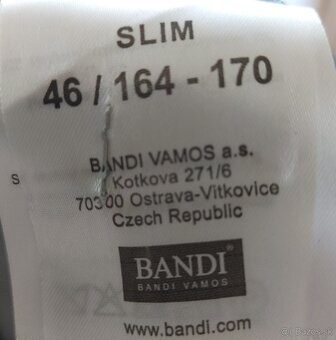 SLIM
46 / 164 - 170
BANDI VAMOS a.s.
S
Kotkova 271/6
70300 Ostrava-Vitkovice
Czech Republic
BANDI®
BANDI VAMOS
www.bandi.com